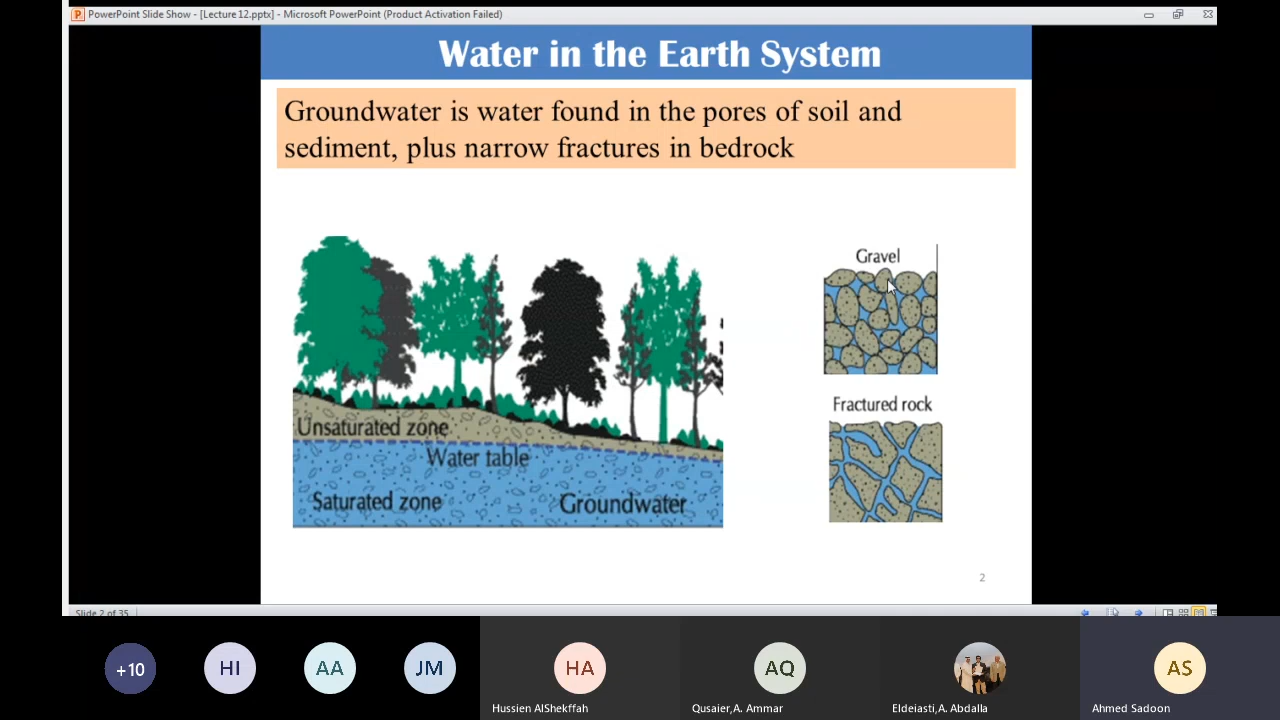 PowerPoint Slide Show - [Lecture 12.pptx] - Microsoft PowerPoint (Product Activation Failed)
Water in the Earth System
Groundwater is water found in the pores of soil and
sediment, plus narrow fractures in bedrock
Gravel
Fractured rock
Unsaturated zone
Water table
Saturated zone
Groundwater
2
Slide 2 of 35
+10
HI
AA
JM
HA
AQ
AS
Hussien AlShekffah
Qusaier,A. Ammar
Eldeiasti,A. Abdalla
Ahmed Sadoon